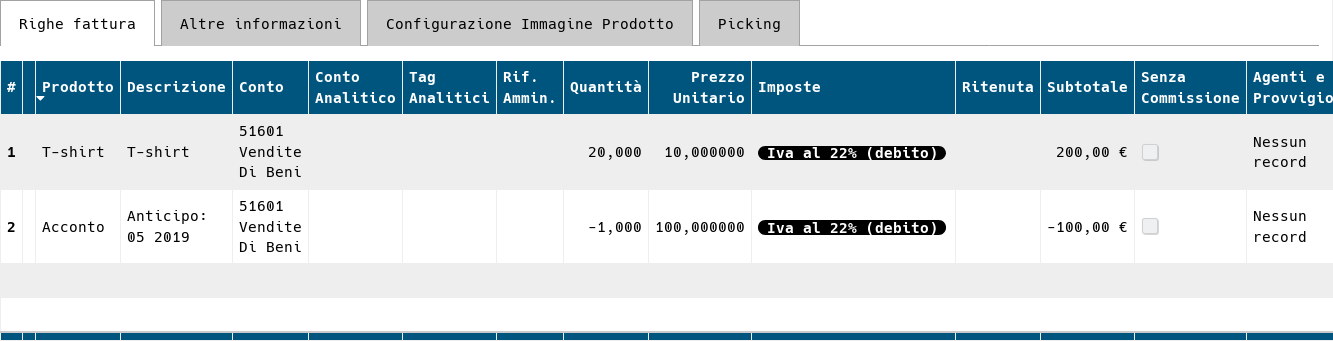 Righe fattura Altre informazioni Configurazione Immagine Prodotto Picking
# Prodotto Descrizione Conto Conto Analitico Tag Analitici Rif. Ammin. Quantità Prezzo Unitario Imposte Ritenuta Subtotale Senza Commissione Agenti e Provvigio
1 T-shirt T-shirt 51601 Vendite Di Beni 20,000 10,000000 Iva al 22% (debito) 200,00 € Nessun record
2 Acconto Anticipo: 05 2019 51601 Vendite Di Beni -1,000 100,000000 Iva al 22% (debito) -100,00 € Nessun record